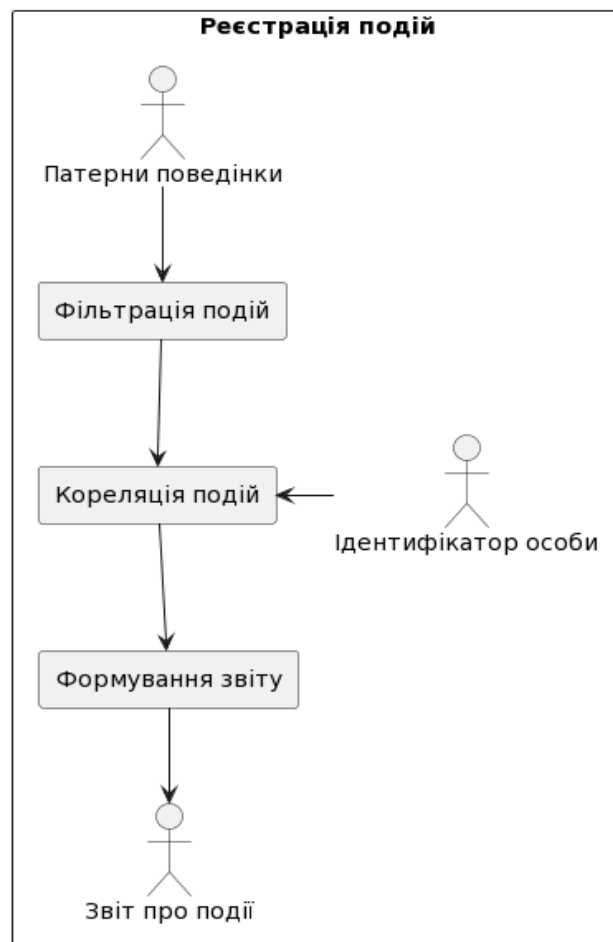 Реєстрація подій
Патерни поведінки
Фільтрація подій
Кореляція подій
Ідентифікатор особи
Формування звіту
Звіт про події